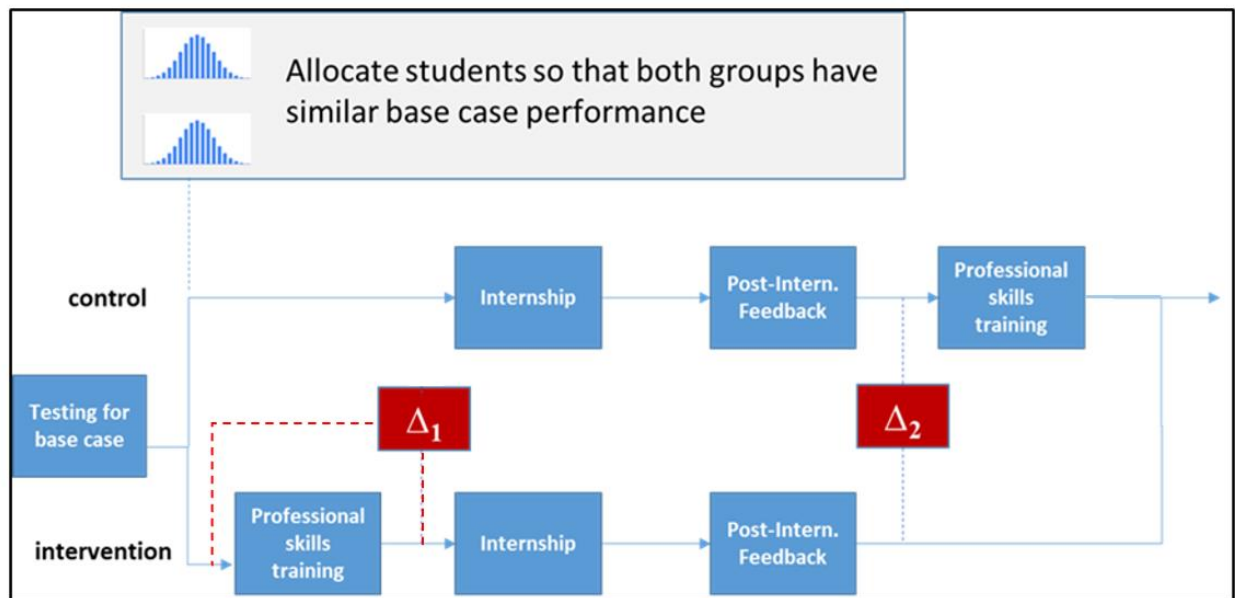 Allocate students so that both groups have
similar base case performance
control
Internship
Post-Intern.
Feedback
Professional
skills
training
Testing for
base case
Δ1
Δ2
intervention
Professional
skills
training
Internship
Post-Intern.
Feedback